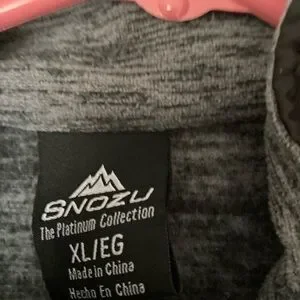 SNOZU
The Platinum Collection
XL/EG
Made in China
Hecho En China